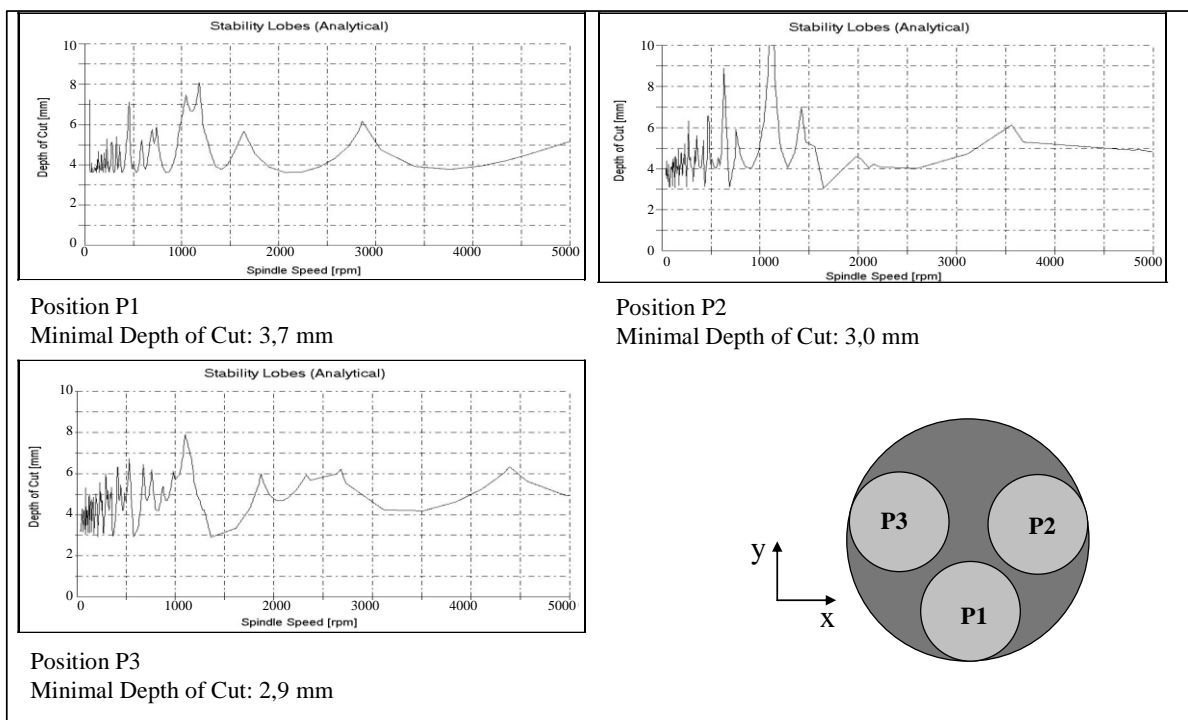 Stability Lobes (Analytical)
Depth of Cut [mm]
10
8
6
4
2
0
0 1000 2000 3000 4000 5000
Spindle Speed [rpm]
Position P1
Minimal Depth of Cut: 3,7 mm
Stability Lobes (Analytical)
Depth of Cut [mm]
10
8
6
4
2
0
0 1000 2000 3000 4000 5000
Spindle Speed [rpm]
Position P2
Minimal Depth of Cut: 3,0 mm
Stability Lobes (Analytical)
Depth of Cut [mm]
10
8
6
4
2
0
0 1000 2000 3000 4000 5000
Spindle Speed [rpm]
Position P3
Minimal Depth of Cut: 2,9 mm
P3
P2
P1
y
x